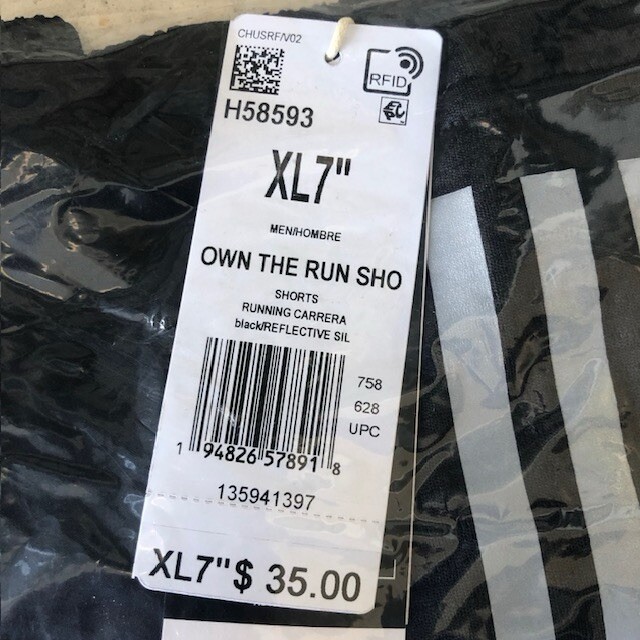 CHUSRF/V02
RFID
H58593
XL7"
MEN/HOMBRE
OWN THE RUN SHO
SHORTS
RUNNING CARRERA
black/REFLECTIVE SIL
758
628
UPC
1 94826 57891 8
135941397
XL7" $ 35.00